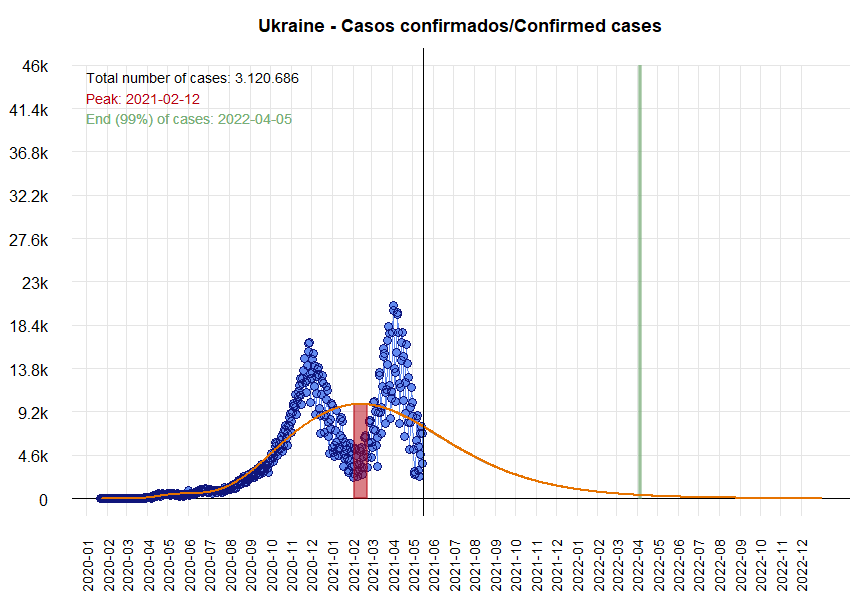 Ukraine - Casos confirmados/Confirmed cases
Total number of cases: 3.120.686
Peak: 2021-02-12
End (99%) of cases: 2022-04-05
46k
41.4k
36.8k
32.2k
27.6k
23k
18.4k
13.8k
9.2k
4.6k
0
2020-01
2020-02
2020-03
2020-04
2020-05
2020-06
2020-07
2020-08
2020-09
2020-10
2020-11
2020-12
2021-01
2021-02
2021-03
2021-04
2021-05
2021-06
2021-07
2021-08
2021-09
2021-10
2021-11
2021-12
2022-01
2022-02
2022-03
2022-04
2022-05
2022-06
2022-07
2022-08
2022-09
2022-10
2022-11
2022-12